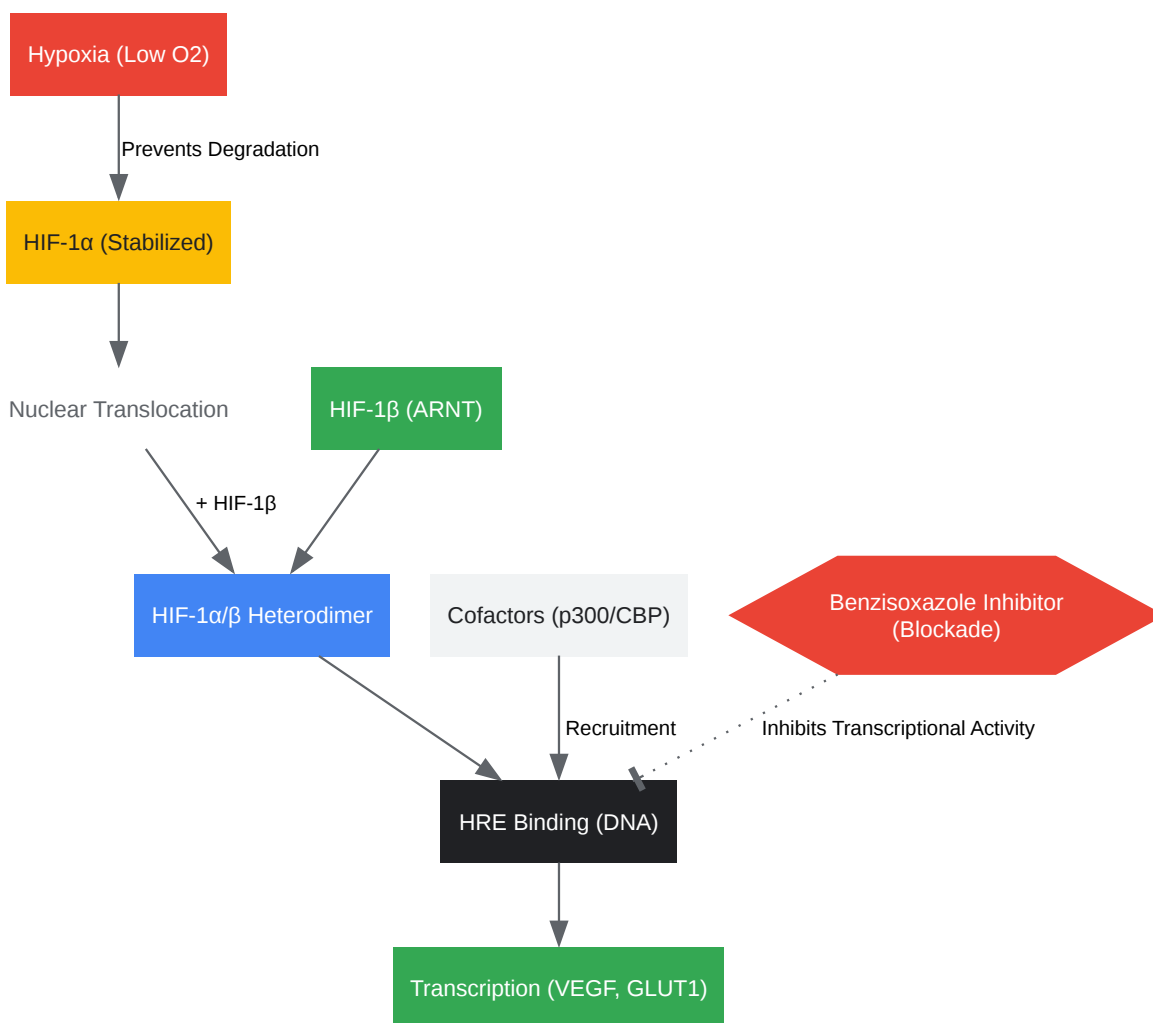 Hypoxia (Low O2)
Prevents Degradation
HIF-1α (Stabilized)
Nuclear Translocation
HIF-1β (ARNT)
+ HIF-1β
HIF-1α/β Heterodimer
Cofactors (p300/CBP)
Benzisoxazole Inhibitor
(Blockade)
Recruitment
Inhibits Transcriptional Activity
HRE Binding (DNA)
Transcription (VEGF, GLUT1)